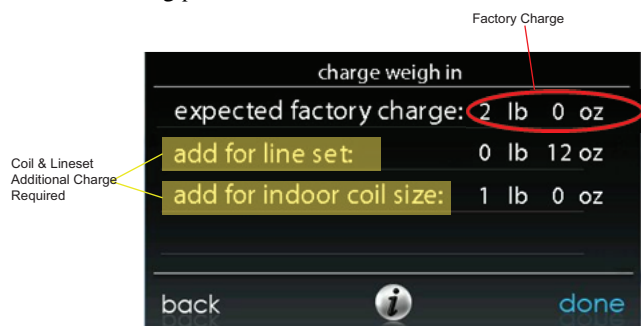 Factory Charge
charge weigh in
expected factory charge: 2 lb 0 oz
add for line set: 0 lb 12 oz
Coil & Lineset
Additional Charge
Required
add for indoor coil size: 1 lb 0 oz
back i done